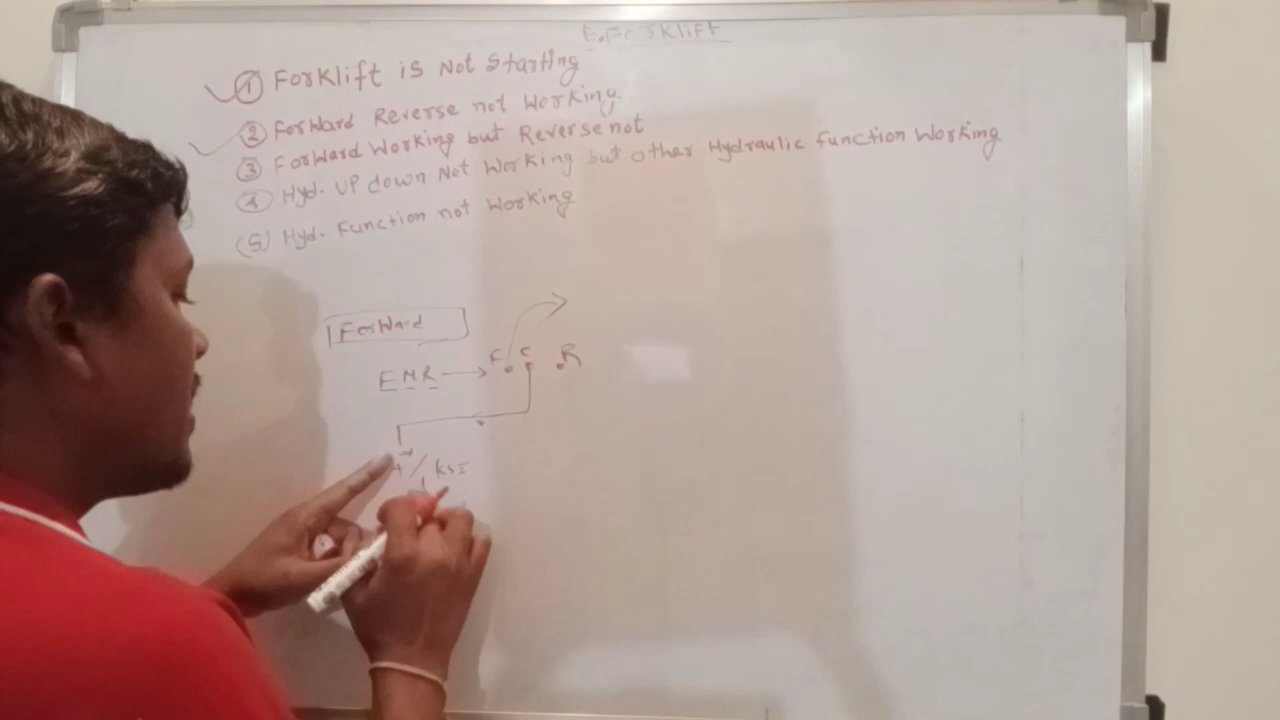 E.Forklift
① Forklift is Not Starting
② Forward Reverse not Working
③ Forward Working but Reverse not
④ Hyd. UP down Not Working but other Hydraulic function Working
(5) Hyd. Function not Working
Forward
F C R